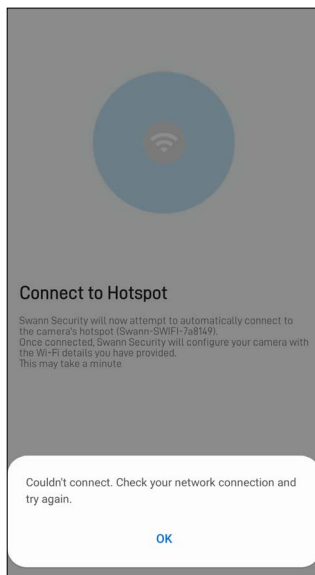 Connect to Hotspot
Swann Security will now attempt to automatically connect to
the camera's hotspot (Swann-SWIFI-7a8149).
Once connected, Swann Security will configure your camera with
the Wi-Fi details you have provided.
This may take a minute
Couldn't connect. Check your network connection and
try again.
OK